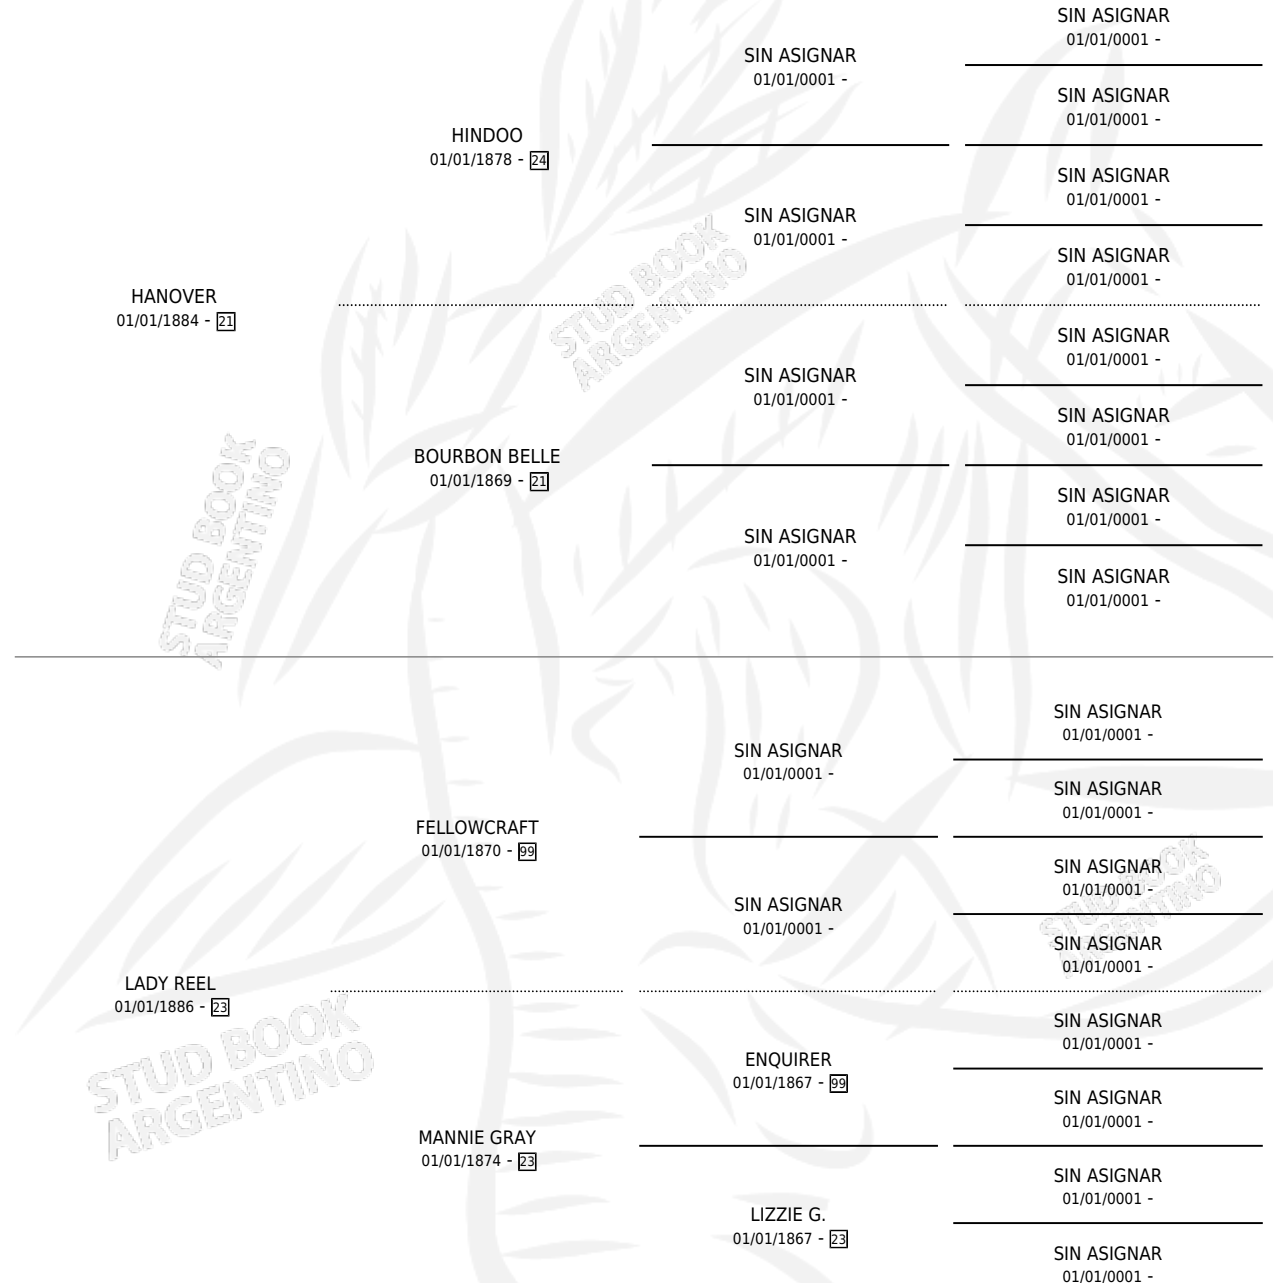 SIN ASIGNAR
01/01/0001 -
SIN ASIGNAR
01/01/0001 -
SIN ASIGNAR
01/01/0001 -
HINDOO
01/01/1878 - 24
SIN ASIGNAR
01/01/0001 -
SIN ASIGNAR
01/01/0001 -
SIN ASIGNAR
01/01/0001 -
STUD BOOK
ARGENTINO
HANOVER
01/01/1884 - 21
SIN ASIGNAR
01/01/0001 -
SIN ASIGNAR
01/01/0001 -
SIN ASIGNAR
01/01/0001 -
BOURBON BELLE
01/01/1869 - 21
SIN ASIGNAR
01/01/0001 -
SIN ASIGNAR
01/01/0001 -
SIN ASIGNAR
01/01/0001 -
STUD BOOK
ARGENTINO
SIN ASIGNAR
01/01/0001 -
SIN ASIGNAR
01/01/0001 -
SIN ASIGNAR
01/01/0001 -
FELLOWCRAFT
01/01/1870 - 99
SIN ASIGNAR
01/01/0001 -
SIN ASIGNAR
01/01/0001 -
STUD BOOK
ARGENTINO
SIN ASIGNAR
01/01/0001 -
LADY REEL
01/01/1886 - 23
STUD BOOK
ARGENTINO
SIN ASIGNAR
01/01/0001 -
ENQUIRER
01/01/1867 - 99
SIN ASIGNAR
01/01/0001 -
MANNIE GRAY
01/01/1874 - 23
SIN ASIGNAR
01/01/0001 -
LIZZIE G.
01/01/1867 - 23
SIN ASIGNAR
01/01/0001 -